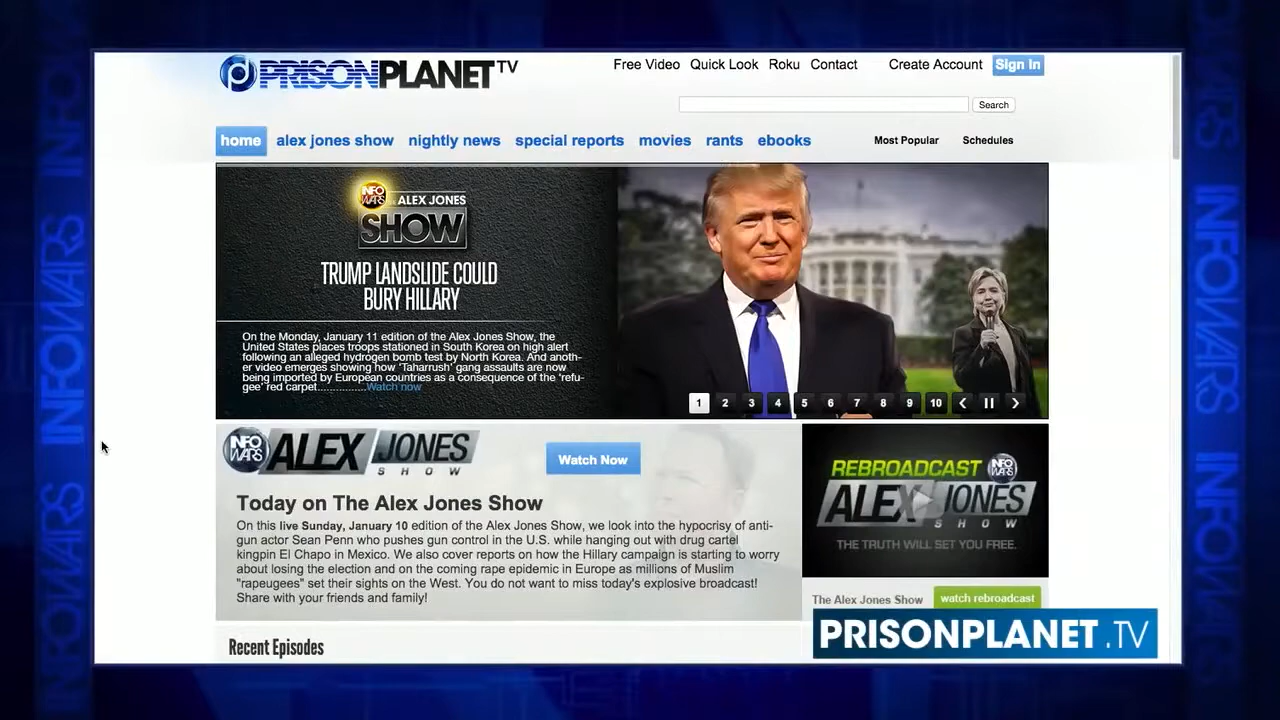 PRISONPLANET TV
Free Video Quick Look Roku Contact Create Account Sign In
Search
home alex jones show nightly news special reports movies rants ebooks Most Popular Schedules
INFO WARS ALEX JONES
SHOW
TRUMP LANDSLIDE COULD
BURY HILLARY
On the Monday, January 11 edition of the Alex Jones Show, the
United States places troops stationed in South Korea on high alert
following an alleged hydrogen bomb test by North Korea. And anoth-
er video emerges showing how 'Taharrush' gang assaults are now
being imported by European countries as a consequence of the 'refu-
gee' red carpet..............Watch now
1 2 3 4 5 6 7 8 9 10
INFO WARS ALEX JONES
SHOW
Watch Now
Today on The Alex Jones Show
On this live Sunday, January 10 edition of the Alex Jones Show, we look into the hypocrisy of anti-
gun actor Sean Penn who pushes gun control in the U.S. while hanging out with drug cartel
kingpin El Chapo in Mexico. We also cover reports on how the Hillary campaign is starting to worry
about losing the election and on the coming rape epidemic in Europe as millions of Muslim
"rapeugees" set their sights on the West. You do not want to miss today's explosive broadcast!
Share with your friends and family!
REBROADCAST INFO WARS
ALEX JONES
SHOW
THE TRUTH WILL SET YOU FREE.
The Alex Jones Show watch rebroadcast
Recent Episodes
PRISONPLANET.TV
INFOWARS
INFOWARS
INFOWARS
INFOWARS